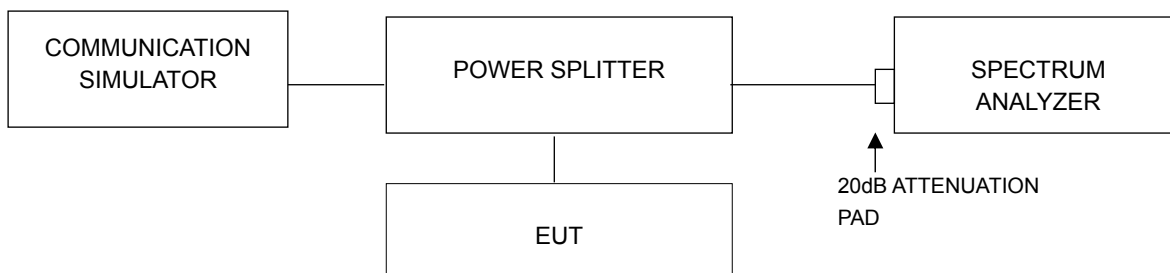 COMMUNICATION
SIMULATOR
POWER SPLITTER
SPECTRUM
ANALYZER
20dB ATTENUATION
PAD
EUT